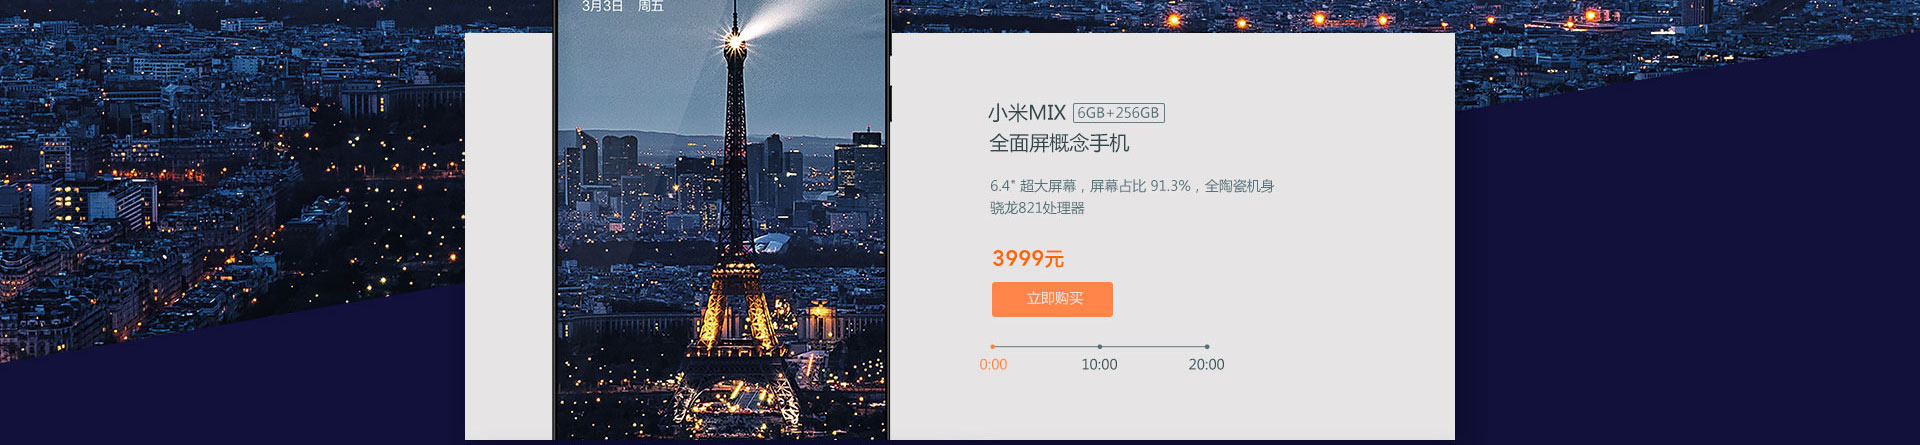 3月3日 周五
小米MIX 6GB+256GB
全面屏概念手机
6.4" 超大屏幕，屏幕占比 91.3%，全陶瓷机身
骁龙821处理器
3999元
立即购买
0:00 10:00 20:00